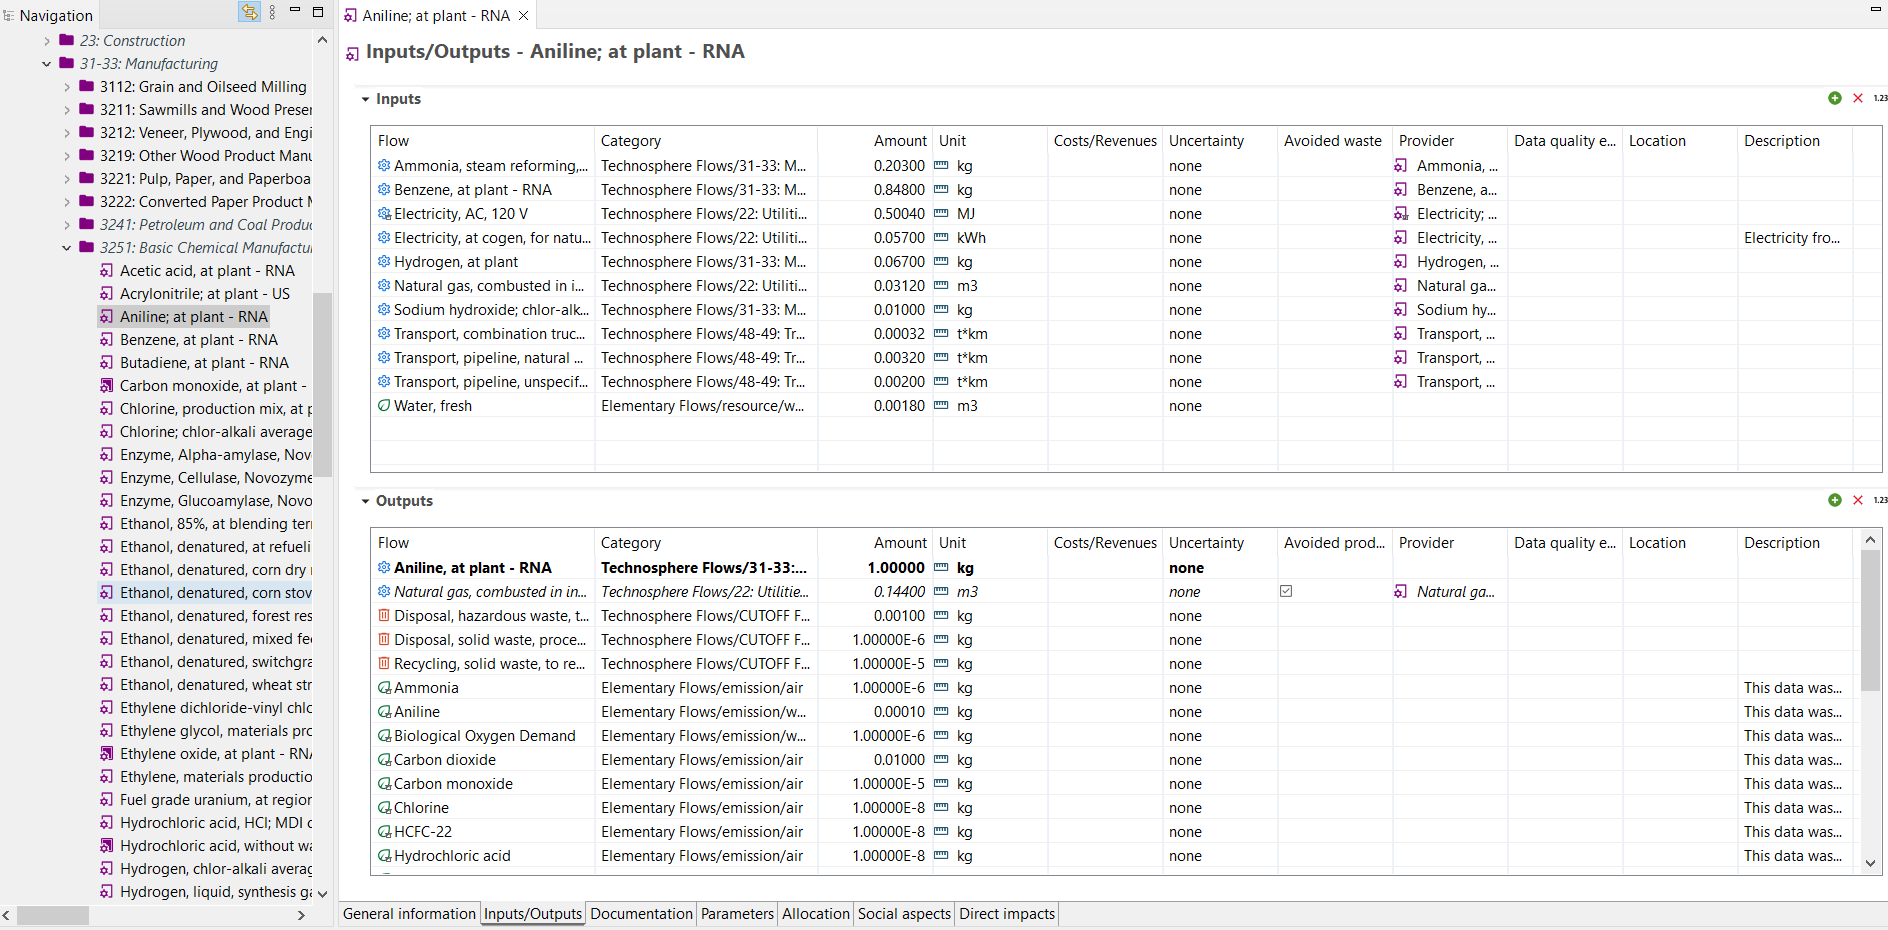 Navigation
23: Construction
31-33: Manufacturing
3112: Grain and Oilseed Milling
3211: Sawmills and Wood Preser
3212: Veneer, Plywood, and Engi
3219: Other Wood Product Manu
3221: Pulp, Paper, and Paperboa
3222: Converted Paper Product M
3241: Petroleum and Coal Produc
3251: Basic Chemical Manufactur
Acetic acid, at plant - RNA
Acrylonitrile; at plant - US
Aniline; at plant - RNA
Benzene, at plant - RNA
Butadiene, at plant - RNA
Carbon monoxide, at plant -
Chlorine, production mix, at p
Chlorine; chlor-alkali average
Enzyme, Alpha-amylase, Nov
Enzyme, Cellulase, Novozyme
Enzyme, Glucoamylase, Novo
Ethanol, 85%, at blending terr
Ethanol, denatured, at refueli
Ethanol, denatured, corn dry
Ethanol, denatured, corn stov
Ethanol, denatured, forest res
Ethanol, denatured, mixed fee
Ethanol, denatured, switchgra
Ethanol, denatured, wheat str
Ethylene dichloride-vinyl chlo
Ethylene glycol, materials pro
Ethylene oxide, at plant - RNA
Ethylene, materials productio
Fuel grade uranium, at region
Hydrochloric acid, HCl; MDI c
Hydrochloric acid, without wa
Hydrogen, chlor-alkali averag
Hydrogen, liquid, synthesis ga
Aniline; at plant - RNA
Inputs/Outputs - Aniline; at plant - RNA
Inputs 1.23
Flow Category Amount Unit Costs/Revenues Uncertainty Avoided waste Provider Data quality e... Location Description
Ammonia, steam reforming,... Technosphere Flows/31-33: M... 0.20300 kg none Ammonia, ...
Benzene, at plant - RNA Technosphere Flows/31-33: M... 0.84800 kg none Benzene, a...
Electricity, AC, 120 V Technosphere Flows/22: Utiliti... 0.50040 MJ none Electricity; ...
Electricity, at cogen, for natu... Technosphere Flows/22: Utiliti... 0.05700 kWh none Electricity, ... Electricity fro...
Hydrogen, at plant Technosphere Flows/31-33: M... 0.06700 kg none Hydrogen, ...
Natural gas, combusted in i... Technosphere Flows/22: Utiliti... 0.03120 m3 none Natural ga...
Sodium hydroxide; chlor-alk... Technosphere Flows/31-33: M... 0.01000 kg none Sodium hy...
Transport, combination truc... Technosphere Flows/48-49: Tr... 0.00032 t*km none Transport, ...
Transport, pipeline, natural ... Technosphere Flows/48-49: Tr... 0.00320 t*km none Transport, ...
Transport, pipeline, unspecif... Technosphere Flows/48-49: Tr... 0.00200 t*km none Transport, ...
Water, fresh Elementary Flows/resource/w... 0.00180 m3 none
Outputs 1.23
Flow Category Amount Unit Costs/Revenues Uncertainty Avoided prod... Provider Data quality e... Location Description
Aniline, at plant - RNA Technosphere Flows/31-33:... 1.00000 kg none
Natural gas, combusted in in... Technosphere Flows/22: Utilitie... 0.14400 m3 none Natural ga...
Disposal, hazardous waste, t... Technosphere Flows/CUTOFF F... 0.00100 kg none
Disposal, solid waste, proce... Technosphere Flows/CUTOFF F... 1.00000E-6 kg none
Recycling, solid waste, to re... Technosphere Flows/CUTOFF F... 1.00000E-5 kg none
Ammonia Elementary Flows/emission/air 1.00000E-6 kg none This data was...
Aniline Elementary Flows/emission/w... 0.00010 kg none This data was...
Biological Oxygen Demand Elementary Flows/emission/w... 1.00000E-6 kg none This data was...
Carbon dioxide Elementary Flows/emission/air 0.01000 kg none This data was...
Carbon monoxide Elementary Flows/emission/air 1.00000E-5 kg none This data was...
Chlorine Elementary Flows/emission/air 1.00000E-8 kg none This data was...
HCFC-22 Elementary Flows/emission/air 1.00000E-8 kg none This data was...
Hydrochloric acid Elementary Flows/emission/air 1.00000E-8 kg none This data was...
General information Inputs/Outputs Documentation Parameters Allocation Social aspects Direct impacts